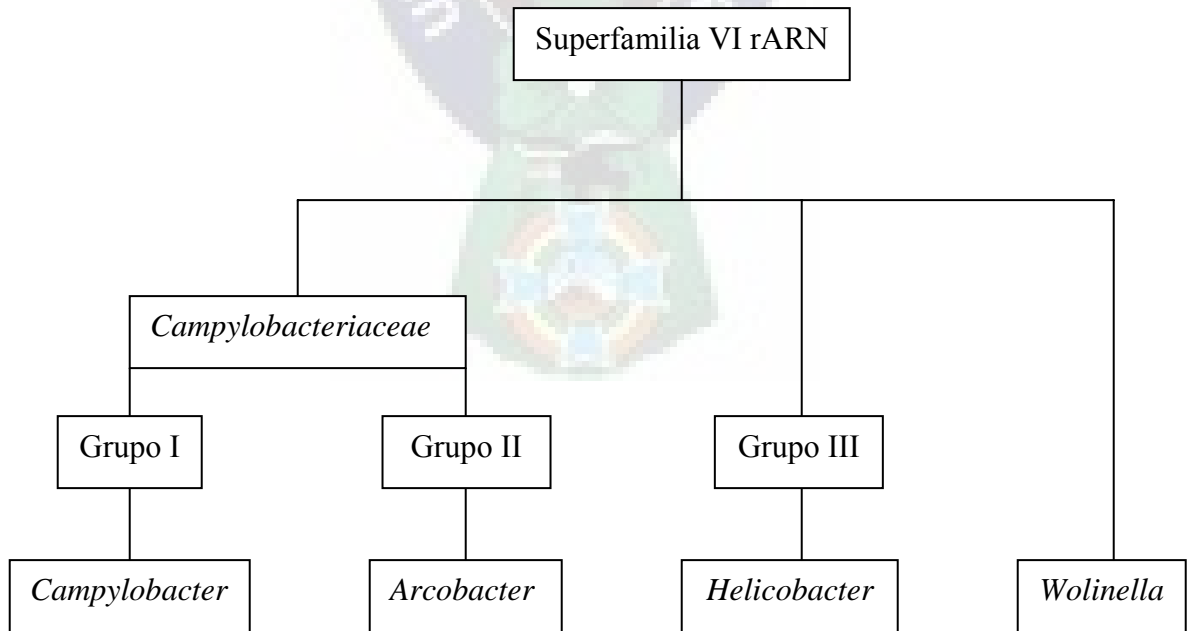 Superfamilia VI rARN
Campylobacteriaceae
Grupo I
Grupo II
Grupo III
Campylobacter
Arcobacter
Helicobacter
Wolinella